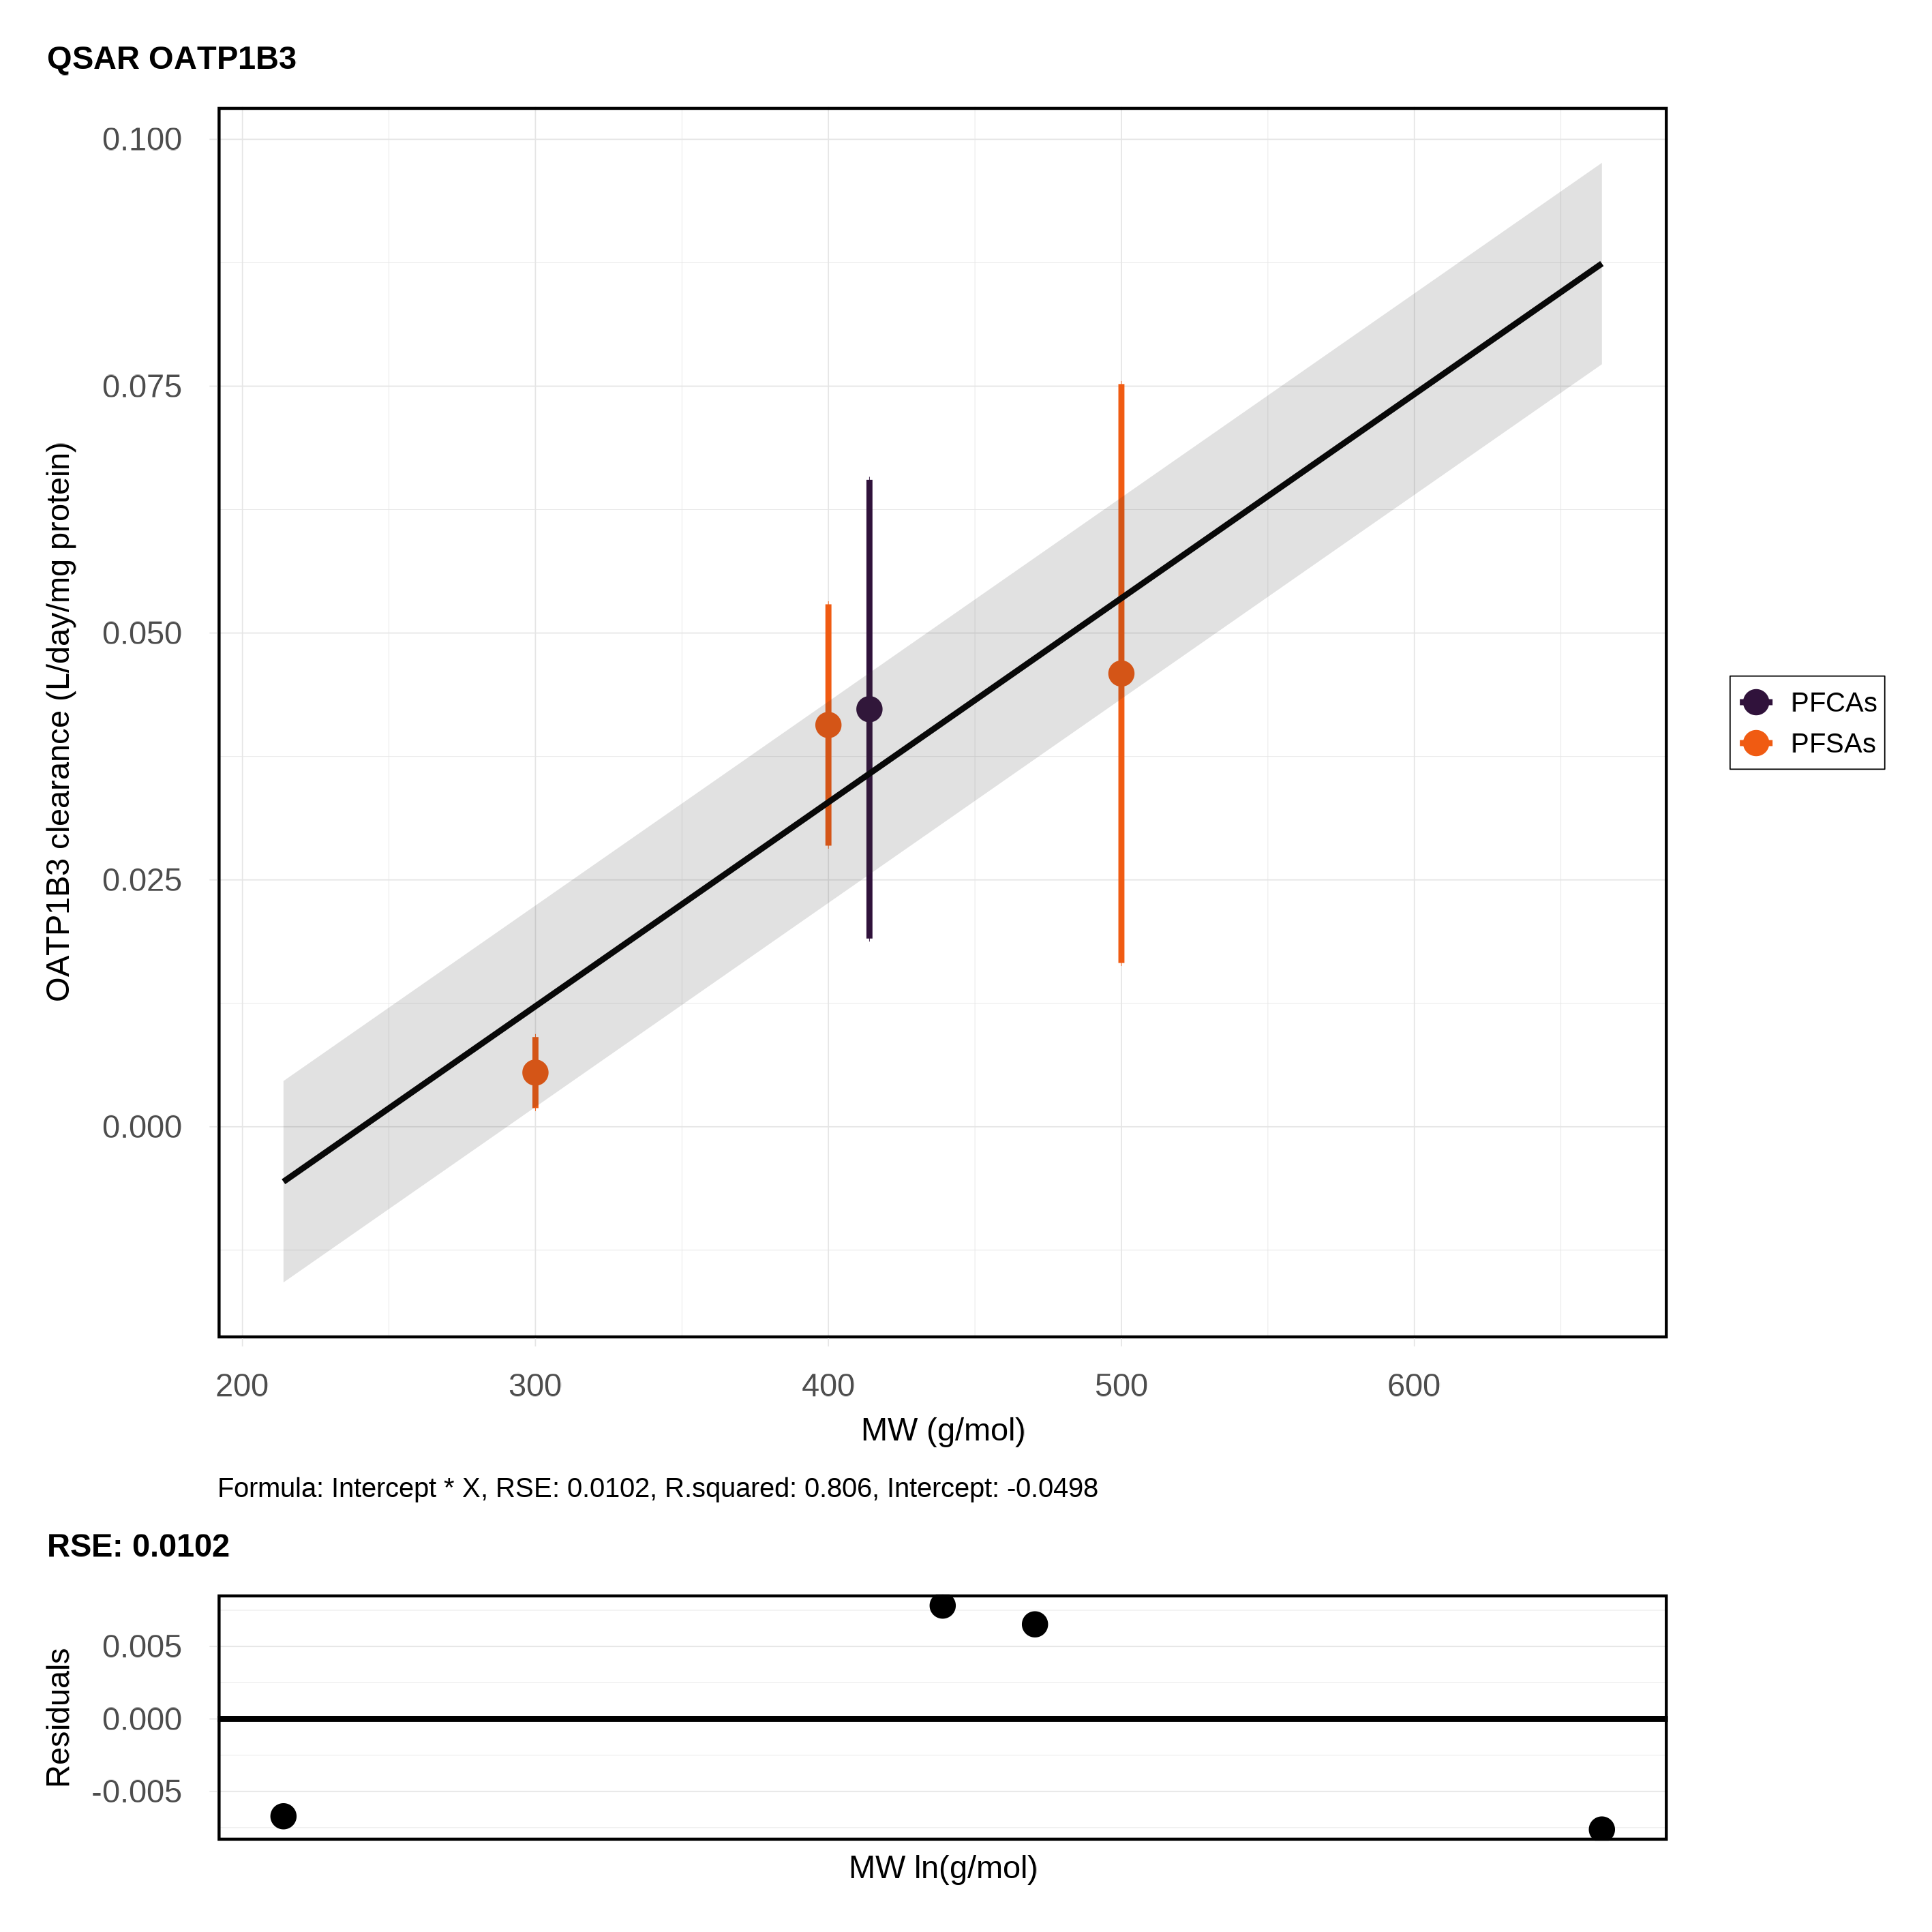 QSAR OATP1B3
0.100
0.075
0.050
0.025
0.000
OATP1B3 clearance (L/day/mg protein)
200 300 400 500 600
MW (g/mol)
PFCAs
PFSAs
Formula: Intercept * X, RSE: 0.0102, R.squared: 0.806, Intercept: -0.0498
RSE: 0.0102
0.005
0.000
-0.005
Residuals
MW ln(g/mol)